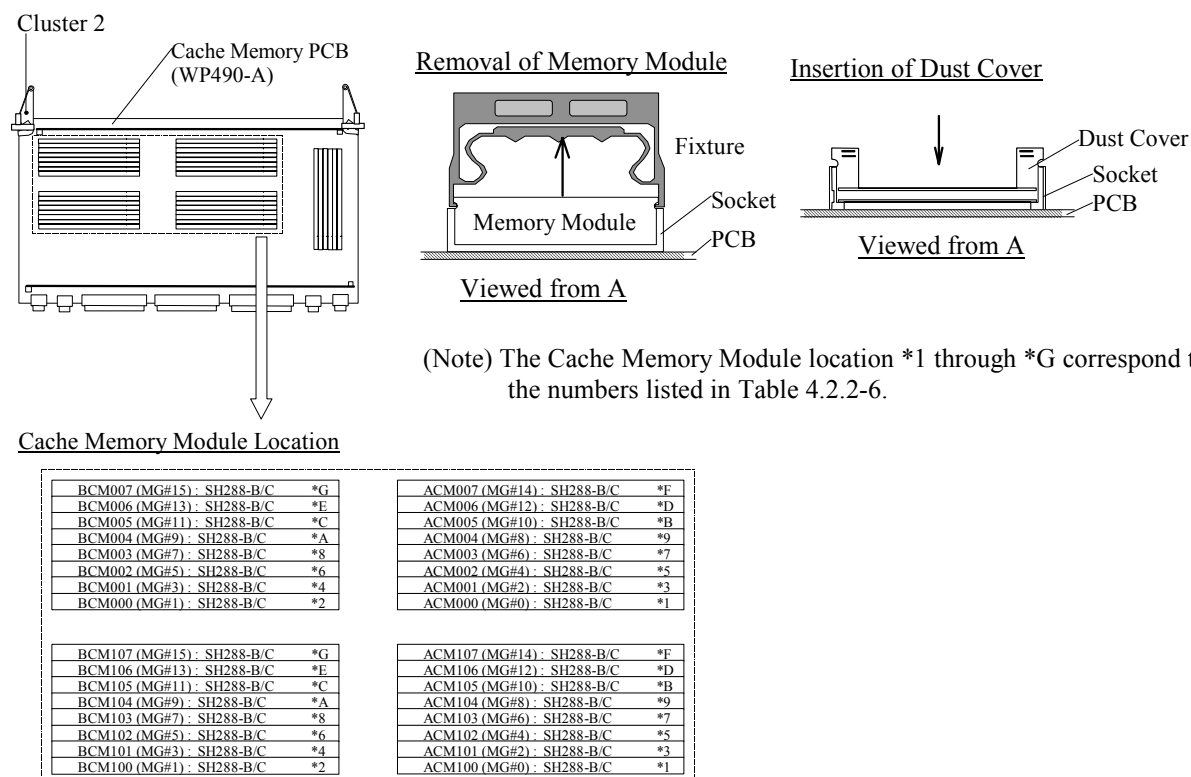 Cluster 2
Cache Memory PCB
(WP490-A)
Removal of Memory Module
Fixture
Socket
Memory Module
PCB
Viewed from A
Insertion of Dust Cover
Dust Cover
Socket
PCB
Viewed from A
(Note) The Cache Memory Module location *1 through *G correspond t
the numbers listed in Table 4.2.2-6.
Cache Memory Module Location
BCM007 (MG#15) : SH288-B/C *G
BCM006 (MG#13) : SH288-B/C *E
BCM005 (MG#11) : SH288-B/C *C
BCM004 (MG#9) : SH288-B/C *A
BCM003 (MG#7) : SH288-B/C *8
BCM002 (MG#5) : SH288-B/C *6
BCM001 (MG#3) : SH288-B/C *4
BCM000 (MG#1) : SH288-B/C *2
ACM007 (MG#14) : SH288-B/C *F
ACM006 (MG#12) : SH288-B/C *D
ACM005 (MG#10) : SH288-B/C *B
ACM004 (MG#8) : SH288-B/C *9
ACM003 (MG#6) : SH288-B/C *7
ACM002 (MG#4) : SH288-B/C *5
ACM001 (MG#2) : SH288-B/C *3
ACM000 (MG#0) : SH288-B/C *1
BCM107 (MG#15) : SH288-B/C *G
BCM106 (MG#13) : SH288-B/C *E
BCM105 (MG#11) : SH288-B/C *C
BCM104 (MG#9) : SH288-B/C *A
BCM103 (MG#7) : SH288-B/C *8
BCM102 (MG#5) : SH288-B/C *6
BCM101 (MG#3) : SH288-B/C *4
BCM100 (MG#1) : SH288-B/C *2
ACM107 (MG#14) : SH288-B/C *F
ACM106 (MG#12) : SH288-B/C *D
ACM105 (MG#10) : SH288-B/C *B
ACM104 (MG#8) : SH288-B/C *9
ACM103 (MG#6) : SH288-B/C *7
ACM102 (MG#4) : SH288-B/C *5
ACM101 (MG#2) : SH288-B/C *3
ACM100 (MG#0) : SH288-B/C *1